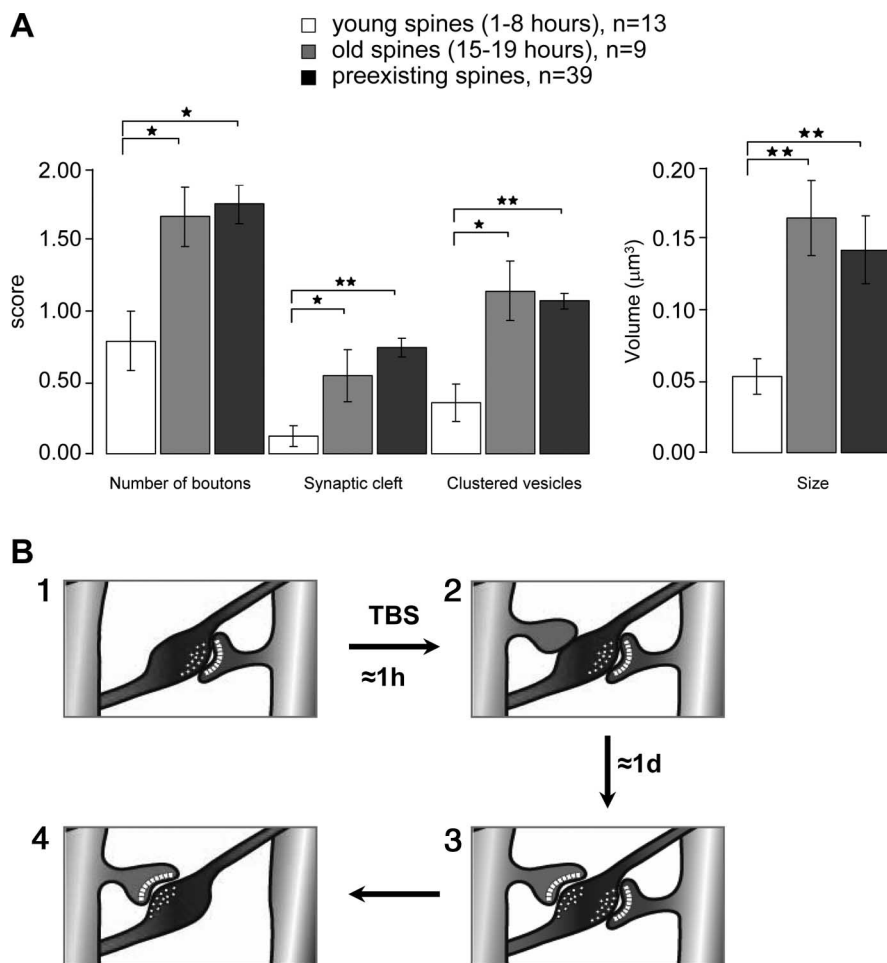 A
young spines (1-8 hours), n=13
old spines (15-19 hours), n=9
preexisting spines, n=39
★ ★
★ ★★
★ ★★
★★ ★★
score
2.00
1.50
1.00
0.50
0.00
Number of boutons Synaptic cleft Clustered vesicles
Volume (μm³)
0.20
0.15
0.10
0.05
0.00
Size
B
1
TBS
≈1h
2
≈1d
4
3